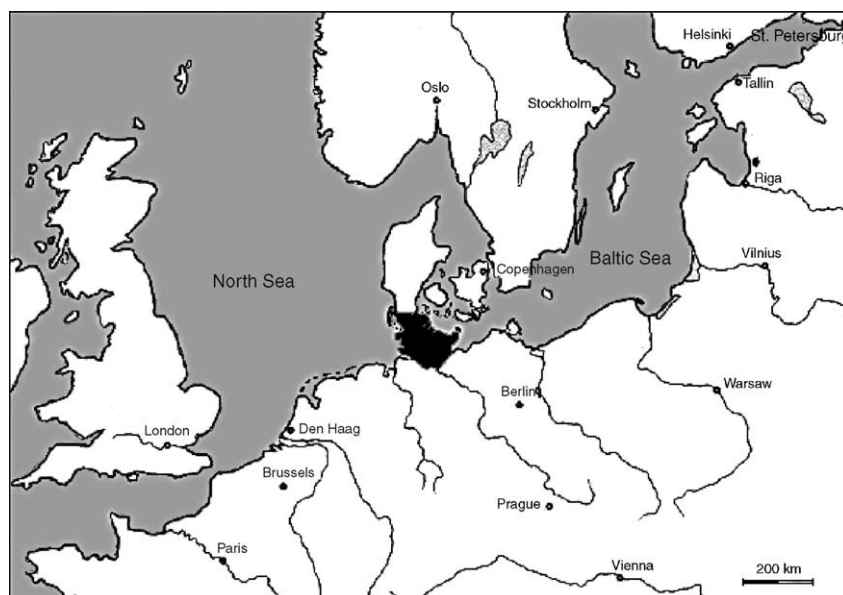 Helsinki
St. Petersburg
Oslo
Tallin
Stockholm
Riga
Vilnius
Copenhagen
Baltic Sea
North Sea
Warsaw
Berlin
London
Den Haag
Brussels
Prague
Paris
Vienna
200 km